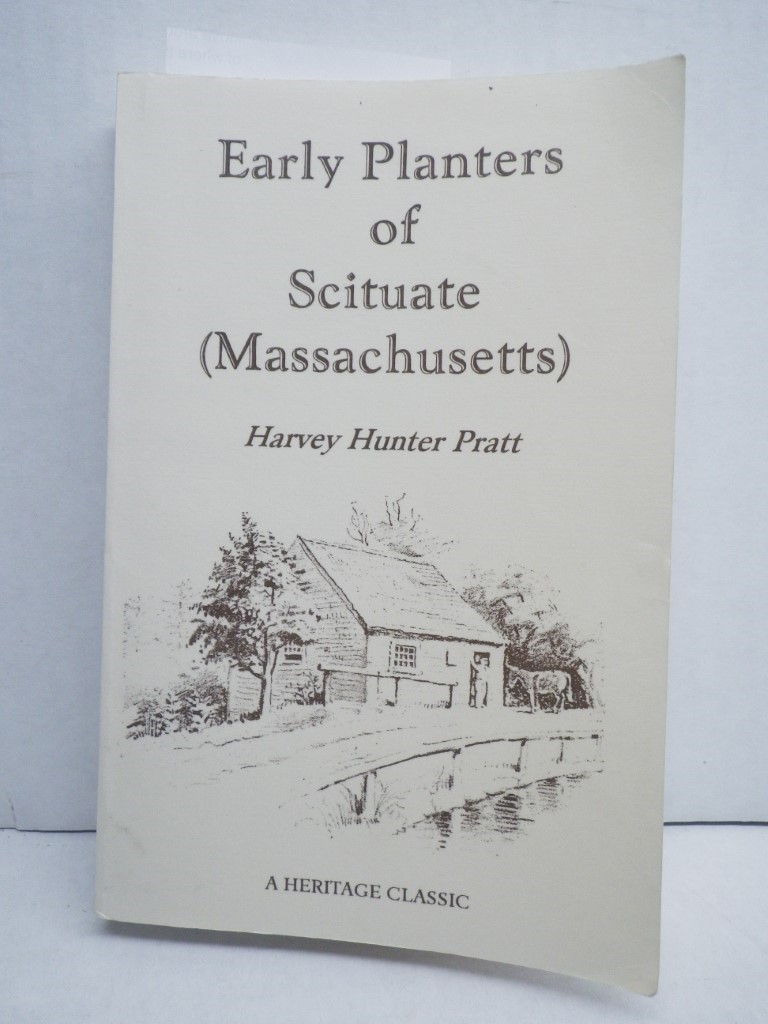 Early Planters
of
Scituate
(Massachusetts)
Harvey Hunter Pratt
A HERITAGE CLASSIC